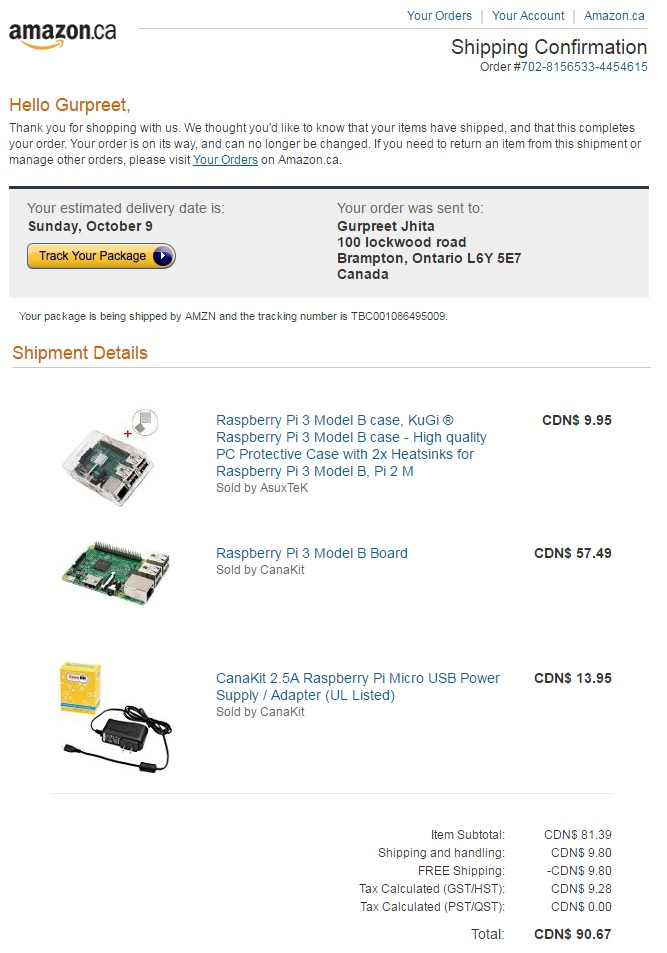 amazon.ca
Your Orders | Your Account | Amazon.ca
Shipping Confirmation
Order #702-8156533-4454615
Hello Gurpreet,
Thank you for shopping with us. We thought you'd like to know that your items have shipped, and that this completes
your order. Your order is on its way, and can no longer be changed. If you need to return an item from this shipment or
manage other orders, please visit Your Orders on Amazon.ca.
Your estimated delivery date is:
Sunday, October 9
Track Your Package
Your order was sent to:
Gurpreet Jhita
100 lockwood road
Brampton, Ontario L6Y 5E7
Canada
Your package is being shipped by AMZN and the tracking number is TBC001086495009.
Shipment Details
Raspberry Pi 3 Model B case, KuGi ® CDN$ 9.95
Raspberry Pi 3 Model B case - High quality
PC Protective Case with 2x Heatsinks for
Raspberry Pi 3 Model B, Pi 2 M
Sold by AsuxTeK
Raspberry Pi 3 Model B Board CDN$ 57.49
Sold by CanaKit
CanaKit 2.5A Raspberry Pi Micro USB Power CDN$ 13.95
Supply / Adapter (UL Listed)
Sold by CanaKit
Item Subtotal: CDN$ 81.39
Shipping and handling: CDN$ 9.80
FREE Shipping: -CDN$ 9.80
Tax Calculated (GST/HST): CDN$ 9.28
Tax Calculated (PST/QST): CDN$ 0.00
Total: CDN$ 90.67